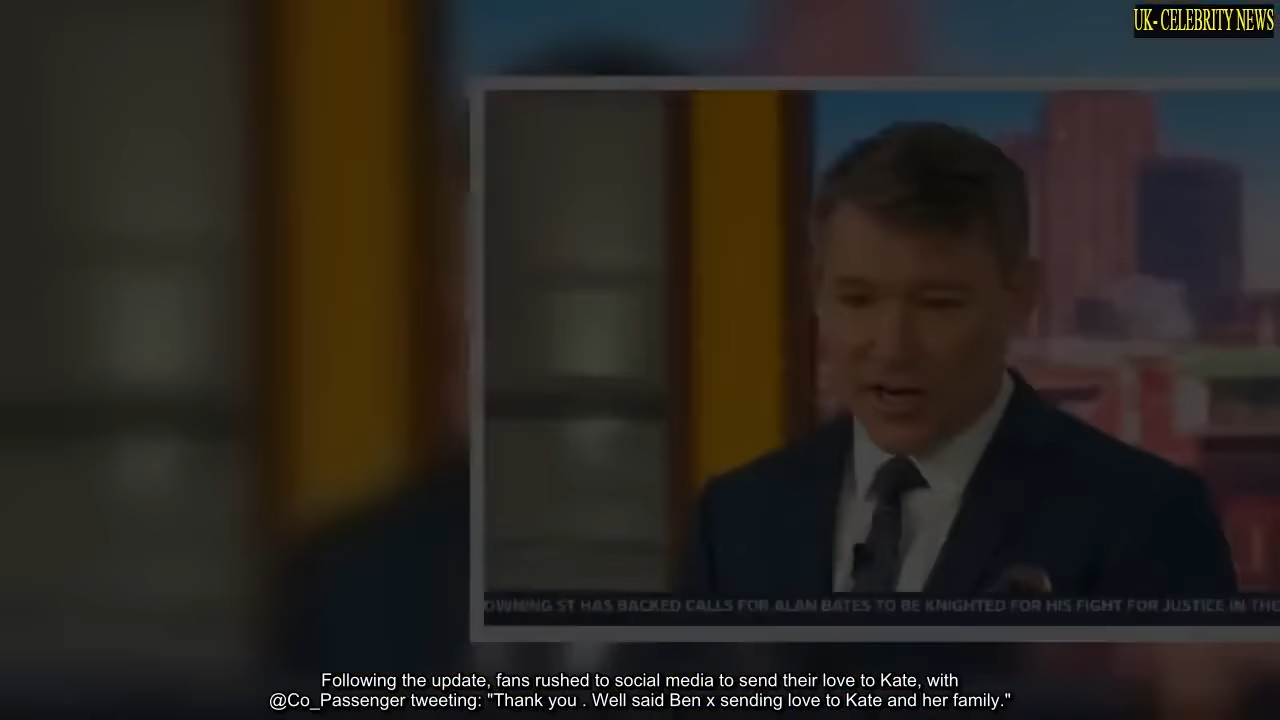 UK- CELEBRITY NEWS
OWNING ST HAS BACKED CALLS FOR ALAN BATES TO BE KNIGHTED FOR HIS FIGHT FOR JUSTICE IN THE
Following the update, fans rushed to social media to send their love to Kate, with
@Co_Passenger tweeting: "Thank you . Well said Ben x sending love to Kate and her family."